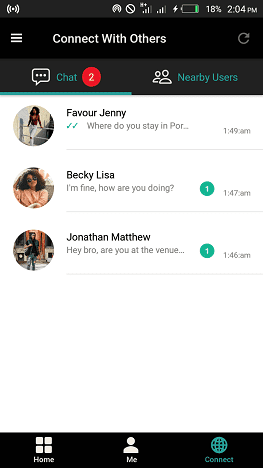 H+
18% 2:04 PM
Connect With Others
Chat 2 Nearby Users
Favour Jenny
Where do you stay in Por... 1:49:am
Becky Lisa
I'm fine, how are you doing? 1 1:47:am
Jonathan Matthew
Hey bro, are you at the venue... 1 1:46:am
Home Me Connect